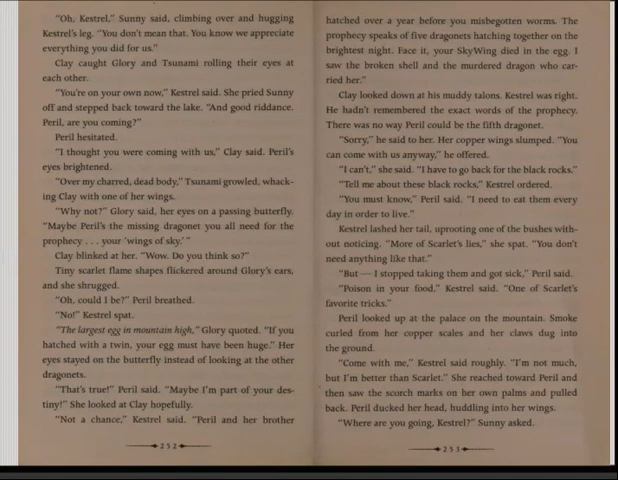 "Oh, Kestrel," Sunny said, climbing over and hugging
Kestrel's leg. "You don't mean that. You know we appreciate
everything you did for us."
Clay caught Glory and Tsunami rolling their eyes at
each other.
"You're on your own now," Kestrel said. She pried Sunny
off and stepped back toward the lake. "And good riddance.
Peril, are you coming?"
Peril hesitated.
"I thought you were coming with us," Clay said. Peril's
eyes brightened.
"Over my charred, dead body," Tsunami growled, whack-
ing Clay with one of her wings.
"Why not?" Glory said, her eyes on a passing butterfly.
"Maybe Peril's the missing dragonet you all need for the
prophecy . . . your 'wings of sky.' "
Clay blinked at her. "Wow. Do you think so?"
Tiny scarlet flame shapes flickered around Glory's ears,
and she shrugged.
"Oh, could I be?" Peril breathed.
"No!" Kestrel spat.
"The largest egg in mountain high," Glory quoted. "If you
hatched with a twin, your egg must have been huge." Her
eyes stayed on the butterfly instead of looking at the other
dragonets.
"That's true!" Peril said. "Maybe I'm part of your des-
tiny!" She looked at Clay hopefully.
"Not a chance," Kestrel said. "Peril and her brother
252
hatched over a year before you misbegotten worms. The
prophecy speaks of five dragonets hatching together on the
brightest night. Face it, your SkyWing died in the egg. I
saw the broken shell and the murdered dragon who car-
ried her."
Clay looked down at his muddy talons. Kestrel was right.
He hadn't remembered the exact words of the prophecy.
There was no way Peril could be the fifth dragonet.
"Sorry," he said to her. Her copper wings slumped. "You
can come with us anyway," he offered.
"I can't," she said. "I have to go back for the black rocks."
"Tell me about these black rocks," Kestrel ordered.
"You must know," Peril said. "I need to eat them every
day in order to live."
Kestrel lashed her tail, uprooting one of the bushes with-
out noticing. "More of Scarlet's lies," she spat. "You don't
need anything like that."
"But — I stopped taking them and got sick," Peril said.
"Poison in your food," Kestrel said. "One of Scarlet's
favorite tricks."
Peril looked up at the palace on the mountain. Smoke
curled from her copper scales and her claws dug into
the ground.
"Come with me," Kestrel said roughly. "I'm not much,
but I'm better than Scarlet." She reached toward Peril and
then saw the scorch marks on her own palms and pulled
back. Peril ducked her head, huddling into her wings.
"Where are you going, Kestrel?" Sunny asked.
253